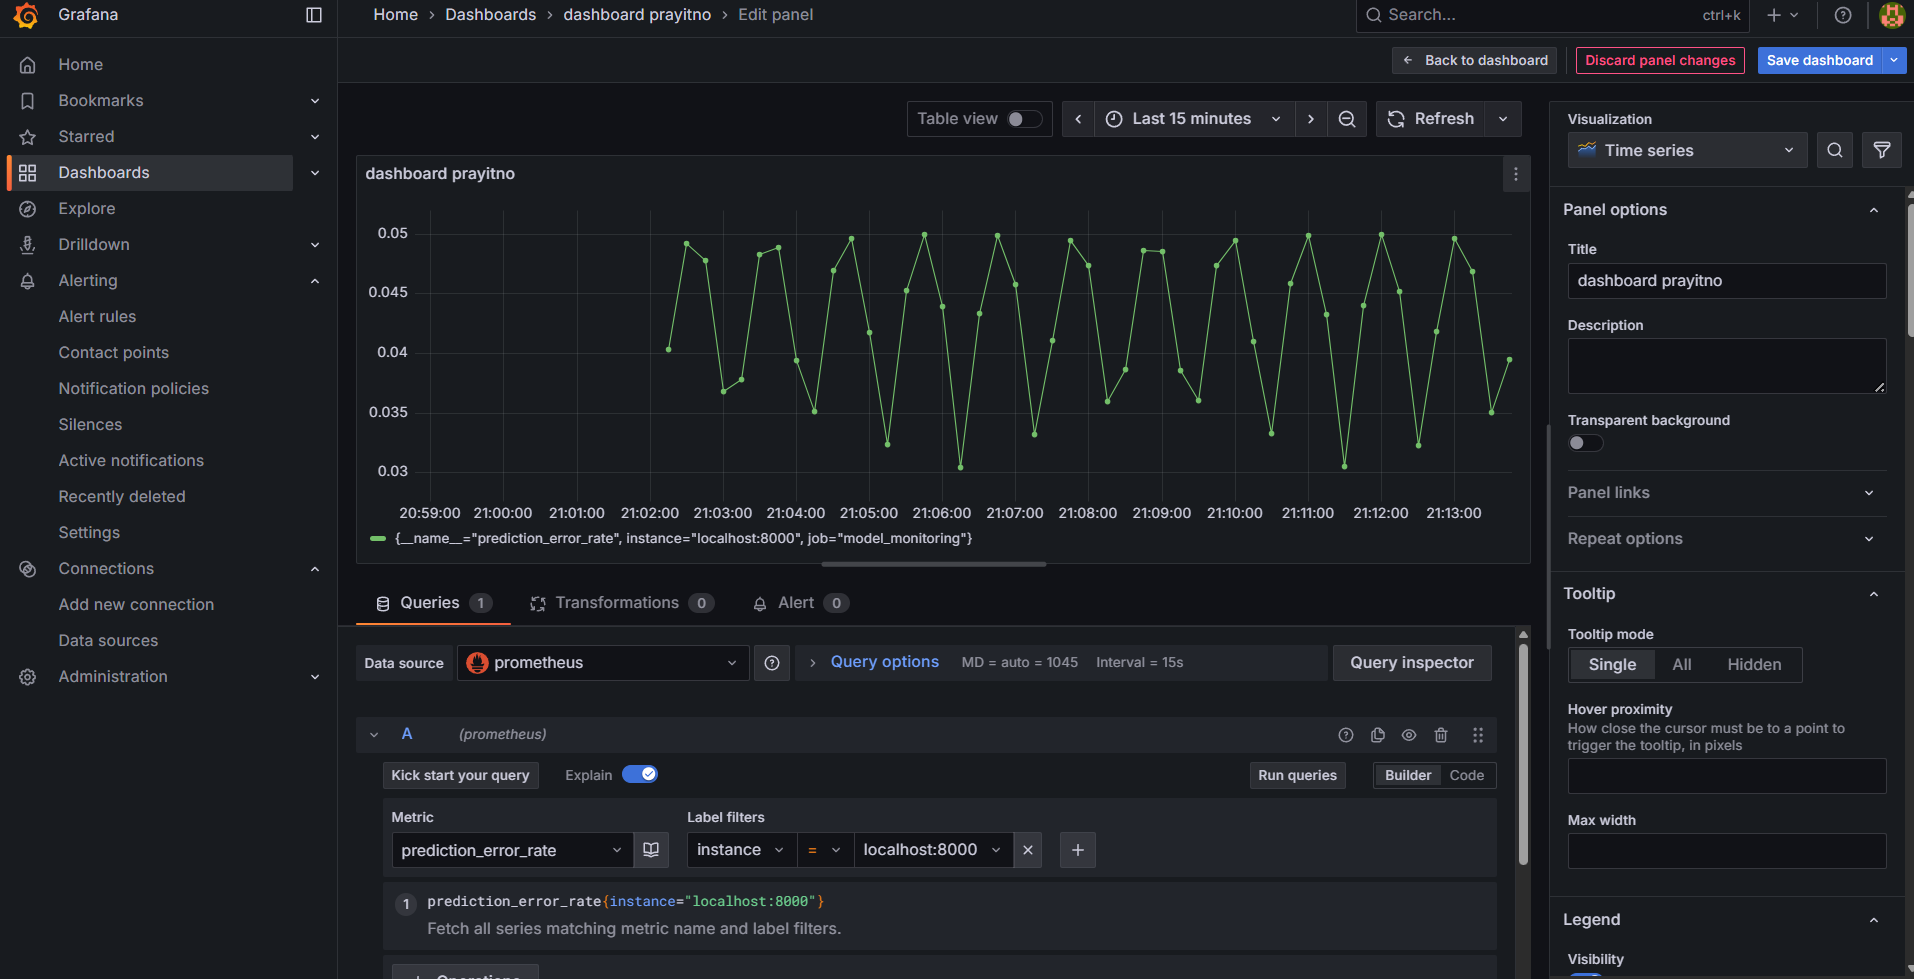 Grafana
Home
Bookmarks
Starred
Dashboards
Explore
Drilldown
Alerting
Alert rules
Contact points
Notification policies
Silences
Active notifications
Recently deleted
Settings
Connections
Add new connection
Data sources
Administration
Home › Dashboards › dashboard prayitno › Edit panel
Search...
ctrl+k
Back to dashboard
Discard panel changes
Save dashboard
Table view
Last 15 minutes
Refresh
dashboard prayitno
0.05
0.045
0.04
0.035
0.03
20:59:00 21:00:00 21:01:00 21:02:00 21:03:00 21:04:00 21:05:00 21:06:00 21:07:00 21:08:00 21:09:00 21:10:00 21:11:00 21:12:00 21:13:00
{__name__="prediction_error_rate", instance="localhost:8000", job="model_monitoring"}
Queries 1
Transformations 0
Alert 0
Data source
prometheus
Query options
MD = auto = 1045
Interval = 15s
Query inspector
A
(prometheus)
Kick start your query
Explain
Run queries
Builder
Code
Metric
Label filters
prediction_error_rate
instance
=
localhost:8000
1
prediction_error_rate{instance="localhost:8000"}
Fetch all series matching metric name and label filters.
Visualization
Time series
Panel options
Title
dashboard prayitno
Description
Transparent background
Panel links
Repeat options
Tooltip
Tooltip mode
Single
All
Hidden
Hover proximity
How close the cursor must be to a point to
trigger the tooltip, in pixels
Max width
Legend
Visibility